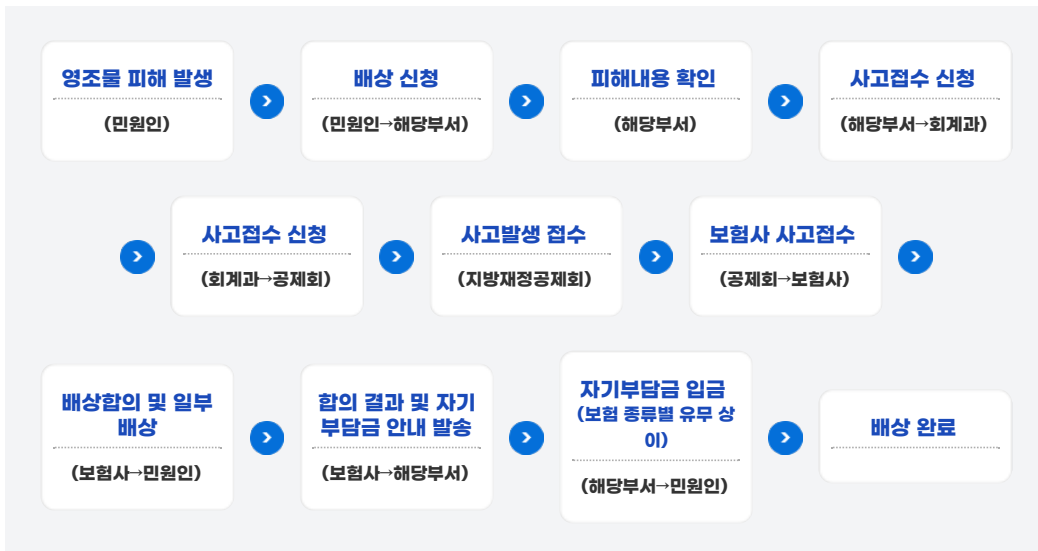 영조물 피해 발생
(민원인)
배상 신청
(민원인→해당부서)
피해내용 확인
(해당부서)
사고접수 신청
(해당부서→회계과)
사고접수 신청
(회계과→공제회)
사고발생 접수
(지방재정공제회)
보험사 사고접수
(공제회→보험사)
배상합의 및 일부
배상
(보험사→민원인)
합의 결과 및 자기
부담금 안내 발송
(보험사→해당부서)
자기부담금 입금
(보험 종류별 유무 상
이)
(해당부서→민원인)
배상 완료